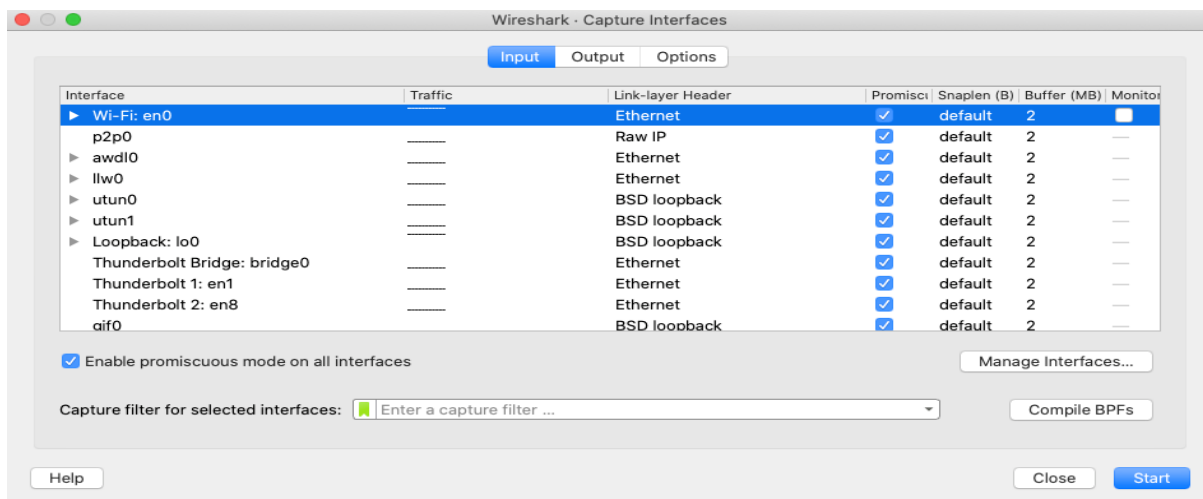 Wireshark · Capture Interfaces
Input Output Options
Interface Traffic Link-layer Header Promisc Snaplen (B) Buffer (MB) Monitor
Wi-Fi: en0 Ethernet default 2
p2p0 Raw IP default 2
awdl0 Ethernet default 2
llw0 Ethernet default 2
utun0 BSD loopback default 2
utun1 BSD loopback default 2
Loopback: lo0 BSD loopback default 2
Thunderbolt Bridge: bridge0 Ethernet default 2
Thunderbolt 1: en1 Ethernet default 2
Thunderbolt 2: en8 Ethernet default 2
gif0 BSD loopback default 2
Enable promiscuous mode on all interfaces Manage Interfaces...
Capture filter for selected interfaces: Enter a capture filter ... Compile BPFs
Help Close Start